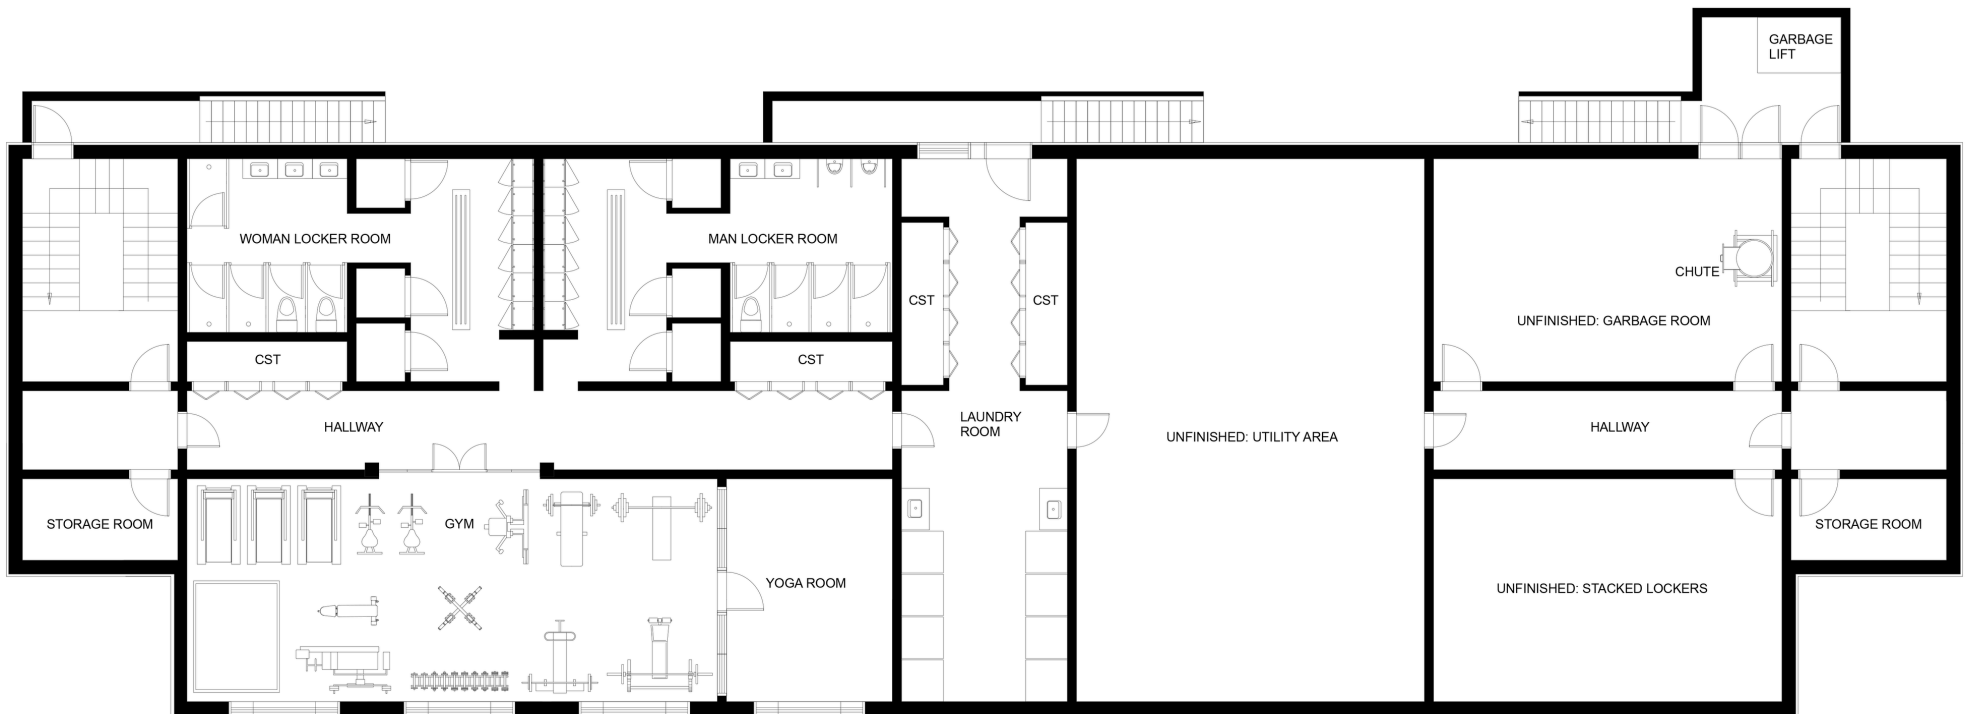 GARBAGE
LIFT
WOMAN LOCKER ROOM
MAN LOCKER ROOM
CHUTE
CST
CST
UNFINISHED: GARBAGE ROOM
CST
CST
HALLWAY
LAUNDRY
ROOM
UNFINISHED: UTILITY AREA
HALLWAY
STORAGE ROOM
GYM
STORAGE ROOM
YOGA ROOM
UNFINISHED: STACKED LOCKERS